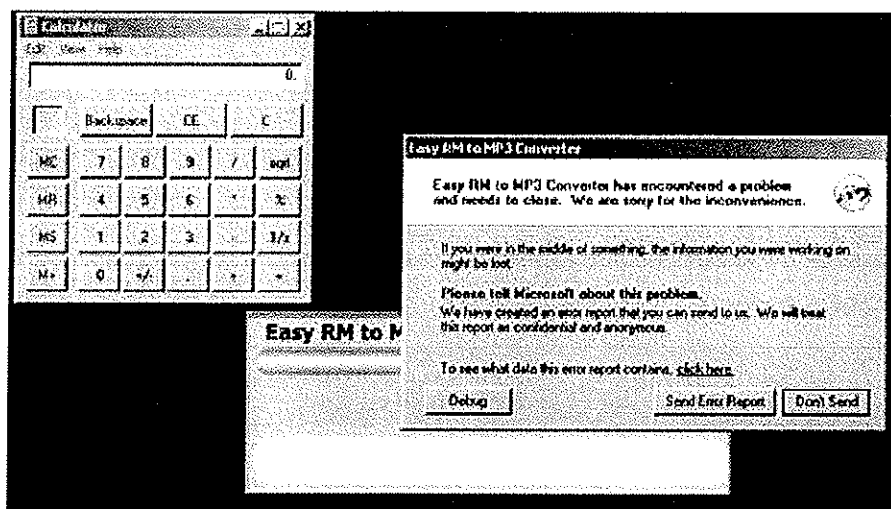 Calculator
Edit View Help
0.
Backspace CE C
MC 7 8 9 / sqrt
MR 4 5 6 * %
MS 1 2 3 - 1/x
M+ 0 +/- . + =
Easy RM to MP3 Converter
Easy RM to MP3 Converter has encountered a problem
and needs to close. We are sorry for the inconvenience.
If you were in the middle of something, the information you were working on
might be lost.
Please tell Microsoft about this problem.
We have created an error report that you can send to us. We will treat
this report as confidential and anonymous.
To see what data this error report contains, click here.
Debug Send Error Report Don't Send
Easy RM to M